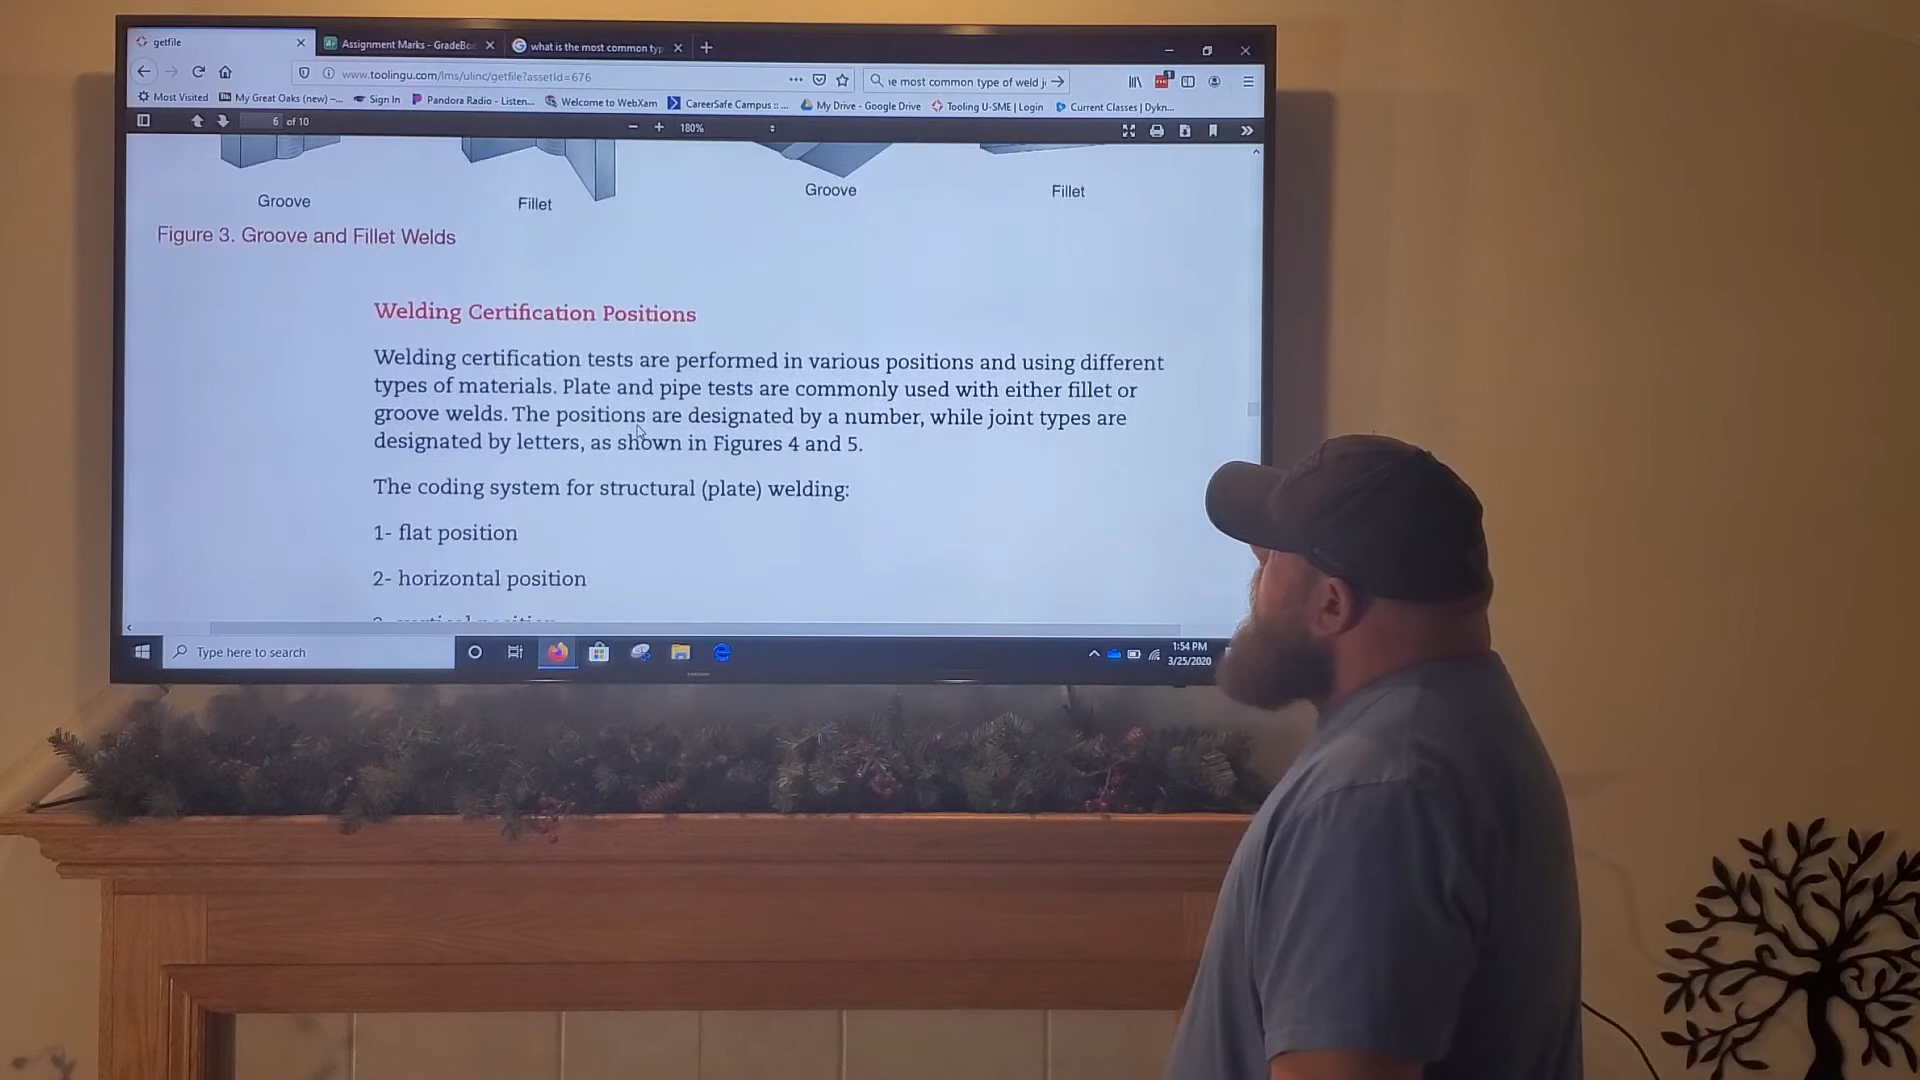 getfile
Assignment Marks - GradeBo
what is the most common typ
www.toolingu.com/lms/ulinc/getfile?assetId=676
ie most common type of weld j
Most Visited
My Great Oaks (new) –...
Sign In
Pandora Radio - Listen...
Welcome to WebXam
CareerSafe Campus :: ...
My Drive - Google Drive
Tooling U-SME | Login
Current Classes | Dykn...
6 of 10
180%
Groove
Fillet
Groove
Fillet
Figure 3. Groove and Fillet Welds
Welding Certification Positions
Welding certification tests are performed in various positions and using different
types of materials. Plate and pipe tests are commonly used with either fillet or
groove welds. The positions are designated by a number, while joint types are
designated by letters, as shown in Figures 4 and 5.
The coding system for structural (plate) welding:
1- flat position
2- horizontal position
Type here to search
1:54 PM
3/25/2020